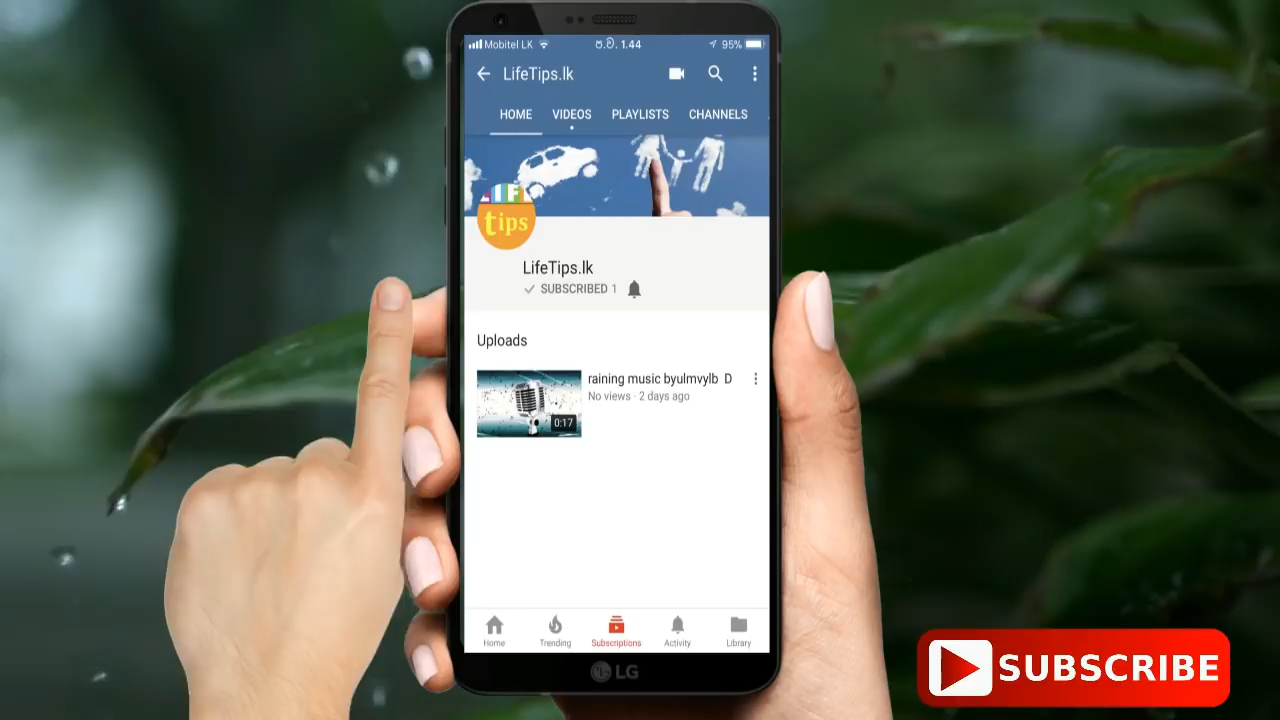 Mobitel LK ප.ව. 1.44 95%
LifeTips.lk
HOME VIDEOS PLAYLISTS CHANNELS
LIF
tips
LifeTips.lk
SUBSCRIBED 1
Uploads
raining music byulmvylb D
No views · 2 days ago
0:17
Home Trending Subscriptions Activity Library
LG
SUBSCRIBE